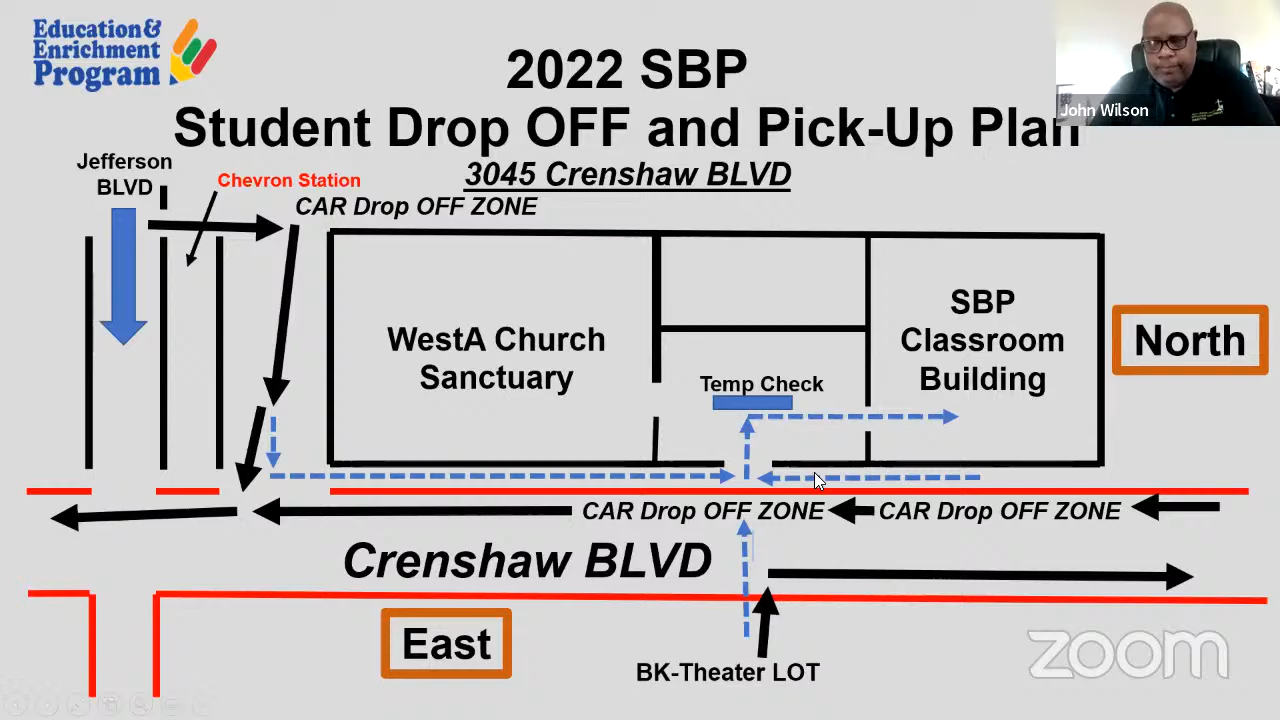 Education&
Enrichment
Program
2022 SBP
Student Drop OFF and Pick-Up Plan
John Wilson
3045 Crenshaw BLVD
Jefferson
BLVD
Chevron Station
CAR Drop OFF ZONE
WestA Church
Sanctuary
Temp Check
SBP
Classroom
Building
North
CAR Drop OFF ZONE
CAR Drop OFF ZONE
Crenshaw BLVD
East
BK-Theater LOT
zoom